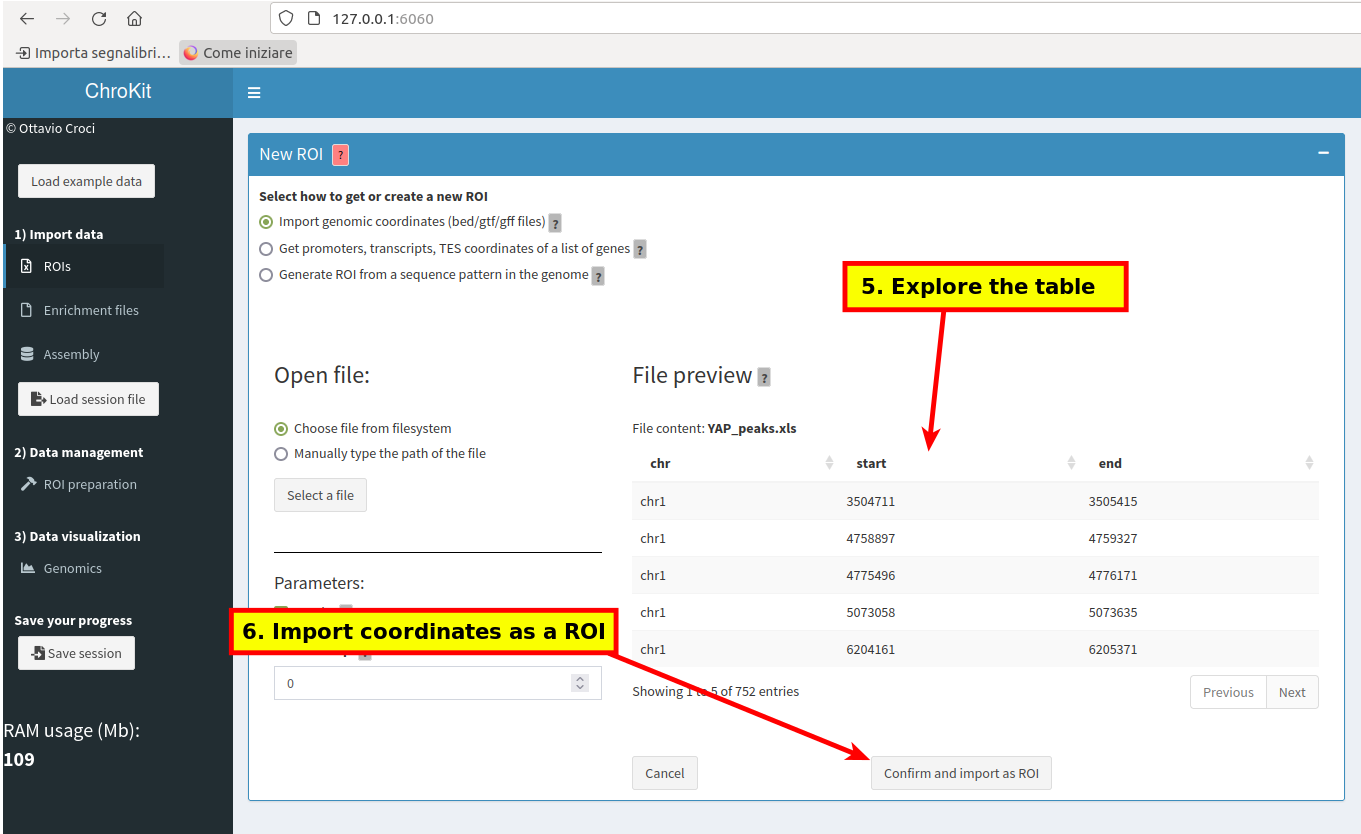 127.0.0.1:6060
Importa segnalibri… Come iniziare
ChroKit
© Ottavio Croci
Load example data
1) Import data
ROIs
Enrichment files
Assembly
Load session file
2) Data management
ROI preparation
3) Data visualization
Genomics
Save your progress
Save session
RAM usage (Mb):
109
New ROI ?
Select how to get or create a new ROI
Import genomic coordinates (bed/gtf/gff files) ?
Get promoters, transcripts, TES coordinates of a list of genes ?
Generate ROI from a sequence pattern in the genome ?
5. Explore the table
Open file:
Choose file from filesystem
Manually type the path of the file
Select a file
Parameters:
6. Import coordinates as a ROI
0
File preview ?
File content: YAP_peaks.xls
chr start end
chr1 3504711 3505415
chr1 4758897 4759327
chr1 4775496 4776171
chr1 5073058 5073635
chr1 6204161 6205371
Showing 1 to 5 of 752 entries
Previous Next
Cancel
Confirm and import as ROI